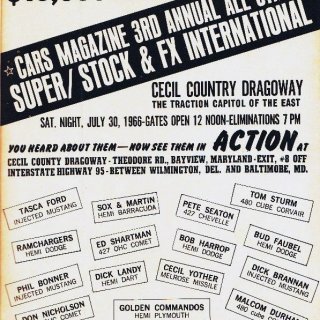 CARS MAGAZINE 3RD ANNUAL ALL
SUPER/STOCK & FX INTERNATIONAL
CECIL COUNTRY DRAGOWAY
THE TRACTION CAPITOL OF THE EAST
SAT. NIGHT, JULY 30, 1966-GATES OPEN 12 NOON-ELIMINATIONS 7 PM
YOU HEARD ABOUT THEM-NOW SEE THEM IN ACTION AT
CECIL COUNTY DRAGOWAY - THEODORE RD., BAYVIEW, MARYLAND-EXIT, #8 OFF
INTERSTATE HIGHWAY 95 - BETWEEN WILMINGTON, DEL. AND BALTIMORE, MD.
TASCA FORD
INJECTED MUSTANG
SOX & MARTIN
HEMI BARRACUDA
PETE SEATON
427 CHEVELLE
TOM STURM
480 CUBE CORVAIR
RAMCHARGERS
HEMI DODGE
ED SHARTMAN
427 OHC COMET
BOB HARROP
HEMI DODGE
BUD FAUBEL
HEMI DODGE
PHIL BONNER
INJECTED MUSTANG
DICK LANDY
HEMI DART
CECIL YOTHER
MELROSE MISSILE
DICK BRANNAN
INJECTED MUSTANG
DON NICHOLSON
OHC COMET
GOLDEN COMMANDOS
HEMI PLYMOUTH
MALCOM DURHAM
480 cube